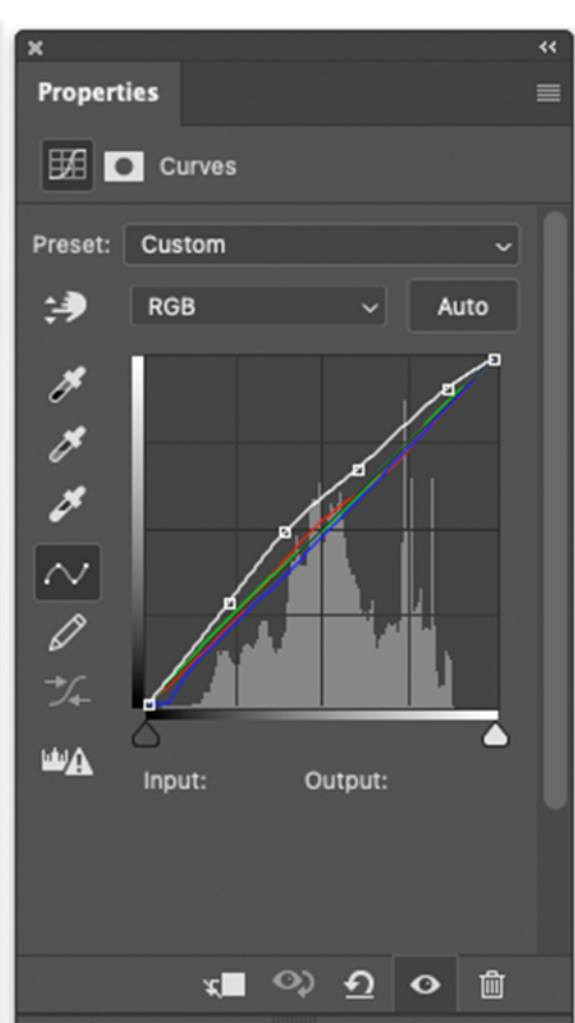 Properties
Curves
Preset: Custom
RGB Auto
Input: Output: